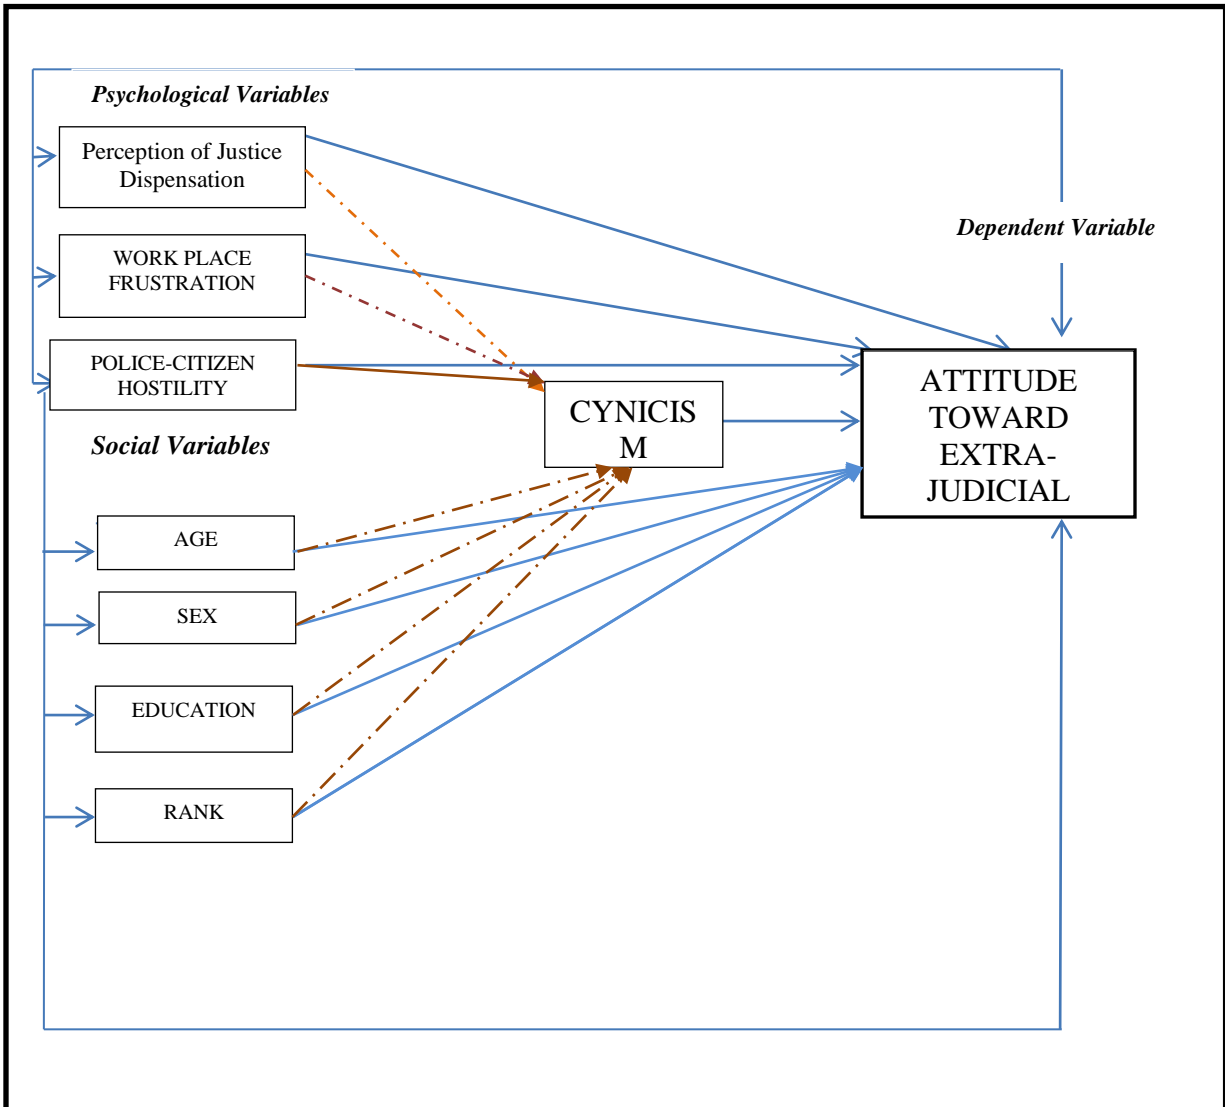 Psychological Variables
Perception of Justice
Dispensation
Dependent Variable
WORK PLACE
FRUSTRATION
POLICE-CITIZEN
HOSTILITY
CYNICIS
M
ATTITUDE
TOWARD
EXTRA-
JUDICIAL
Social Variables
AGE
SEX
EDUCATION
RANK